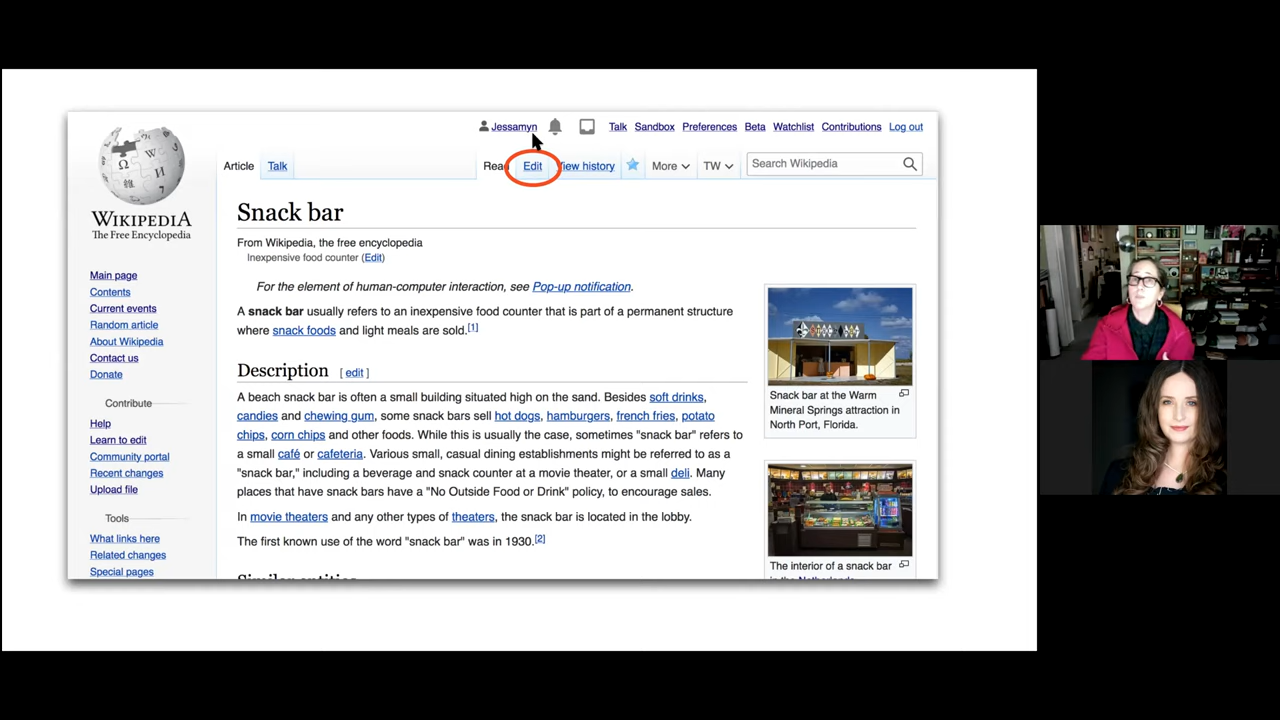 Jessamyn Talk Sandbox Preferences Beta Watchlist Contributions Log out
Article Talk Read Edit View history More TW Search Wikipedia
WIKIPEDIA
The Free Encyclopedia
Main page
Contents
Current events
Random article
About Wikipedia
Contact us
Donate
Contribute
Help
Learn to edit
Community portal
Recent changes
Upload file
Tools
What links here
Related changes
Special pages
Snack bar
From Wikipedia, the free encyclopedia
Inexpensive food counter (Edit)
For the element of human-computer interaction, see Pop-up notification.
A snack bar usually refers to an inexpensive food counter that is part of a permanent structure
where snack foods and light meals are sold.[1]
Description [ edit ]
A beach snack bar is often a small building situated high on the sand. Besides soft drinks,
candies and chewing gum, some snack bars sell hot dogs, hamburgers, french fries, potato
chips, corn chips and other foods. While this is usually the case, sometimes "snack bar" refers to
a small café or cafeteria. Various small, casual dining establishments might be referred to as a
"snack bar," including a beverage and snack counter at a movie theater, or a small deli. Many
places that have snack bars have a "No Outside Food or Drink" policy, to encourage sales.
In movie theaters and any other types of theaters, the snack bar is located in the lobby.
The first known use of the word "snack bar" was in 1930.[2]
Similar entities
Snack bar at the Warm
Mineral Springs attraction in
North Port, Florida.
The interior of a snack bar
in the Netherlands